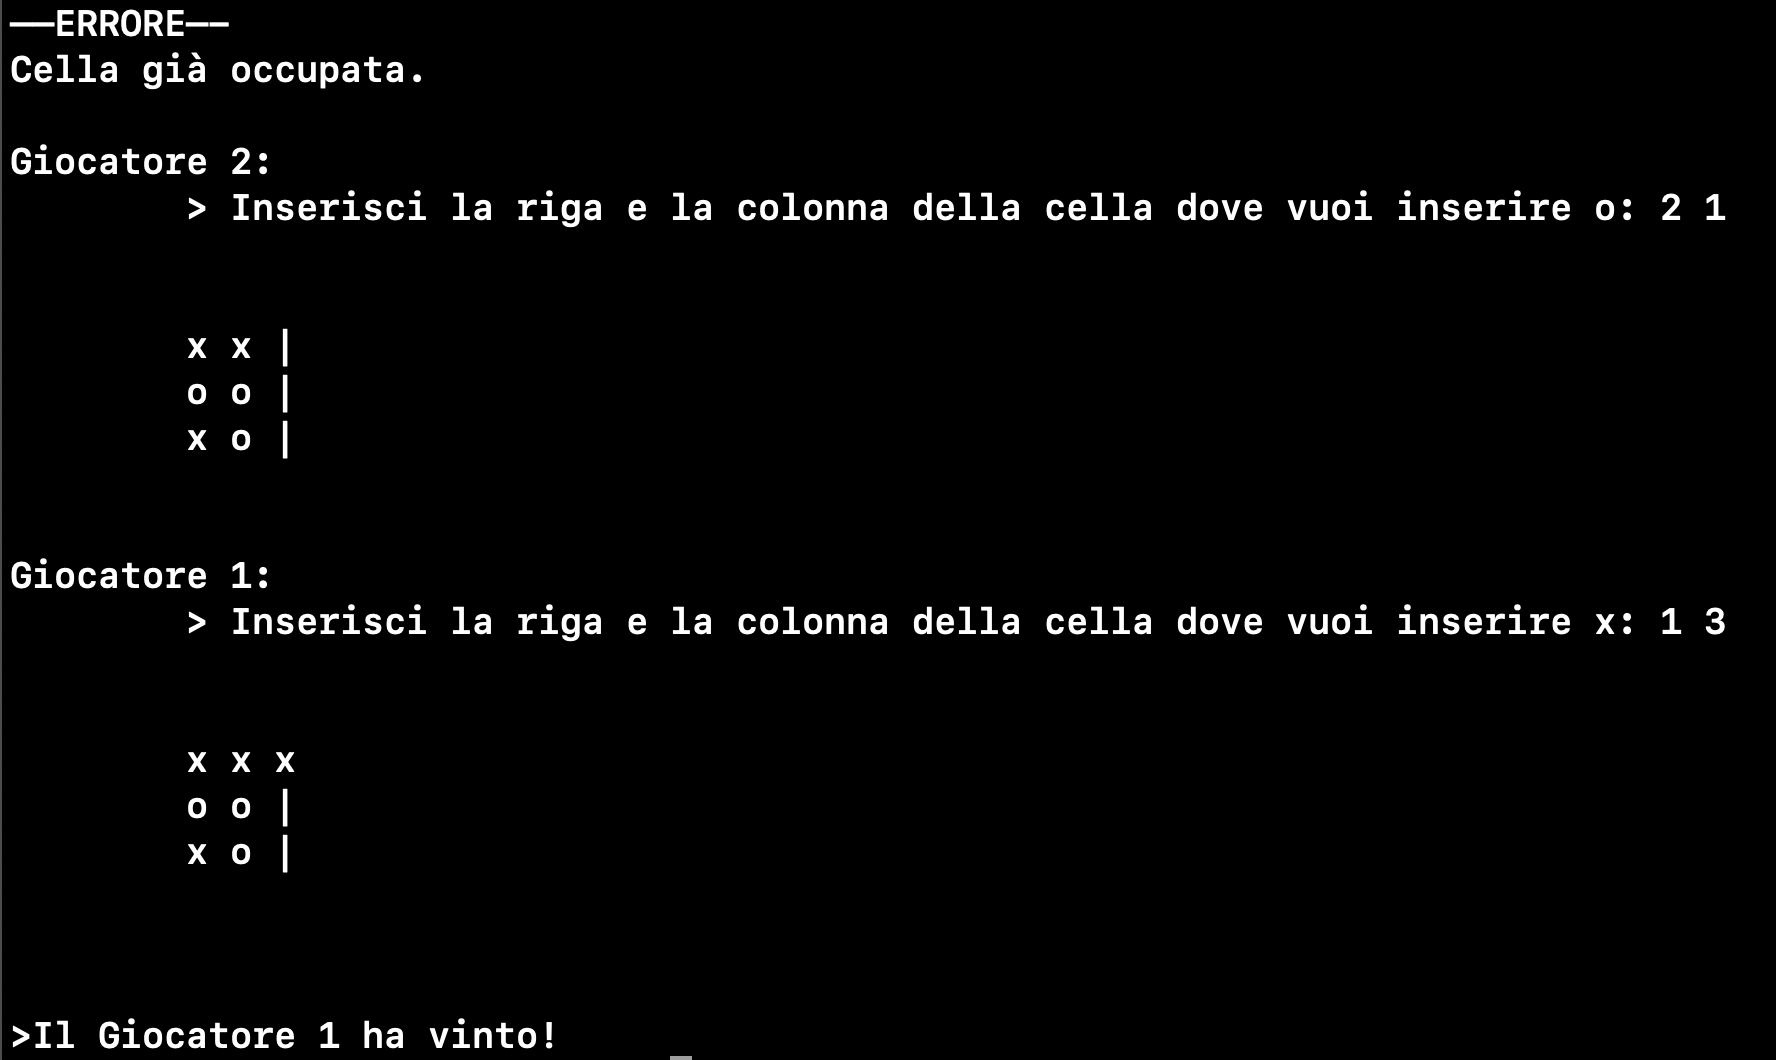 ——ERRORE——
Cella già occupata.
Giocatore 2:
> Inserisci la riga e la colonna della cella dove vuoi inserire o: 2 1
x x |
o o |
x o |
Giocatore 1:
> Inserisci la riga e la colonna della cella dove vuoi inserire x: 1 3
x x x
o o |
x o |
>Il Giocatore 1 ha vinto!